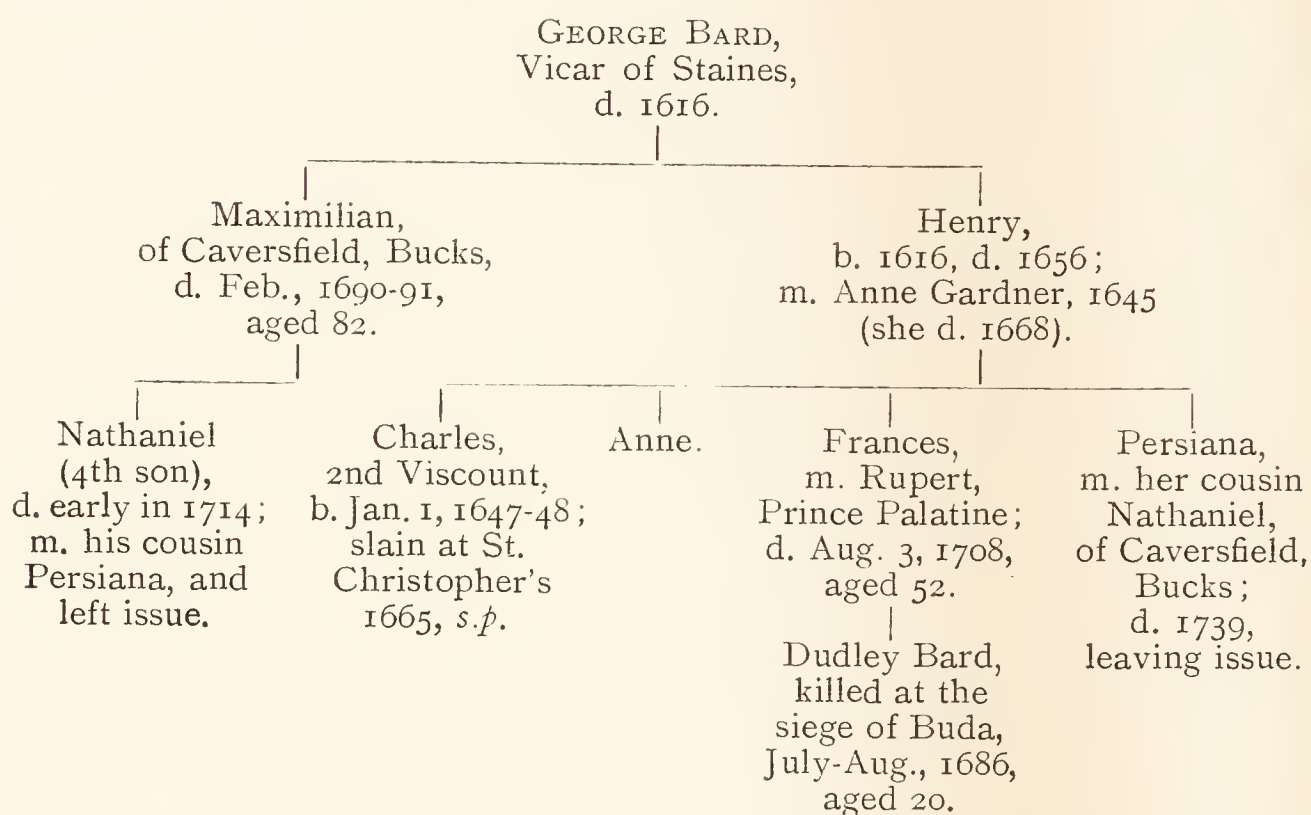 GEORGE BARD,
Vicar of Staines,
d. 1616.
Maximilian,
of Caversfield, Bucks,
d. Feb., 1690-91,
aged 82.
Henry,
b. 1616, d. 1656;
m. Anne Gardner, 1645
(she d. 1668).
Nathaniel
(4th son),
d. early in 1714;
m. his cousin
Persiana, and
left issue.
Charles,
2nd Viscount,
b. Jan. 1, 1647-48;
slain at St.
Christopher's
1665, s.p.
Anne.
Frances,
m. Rupert,
Prince Palatine;
d. Aug. 3, 1708,
aged 52.
Dudley Bard,
killed at the
siege of Buda,
July-Aug., 1686,
aged 20.
Persiana,
m. her cousin
Nathaniel,
of Caversfield,
Bucks;
d. 1739,
leaving issue.